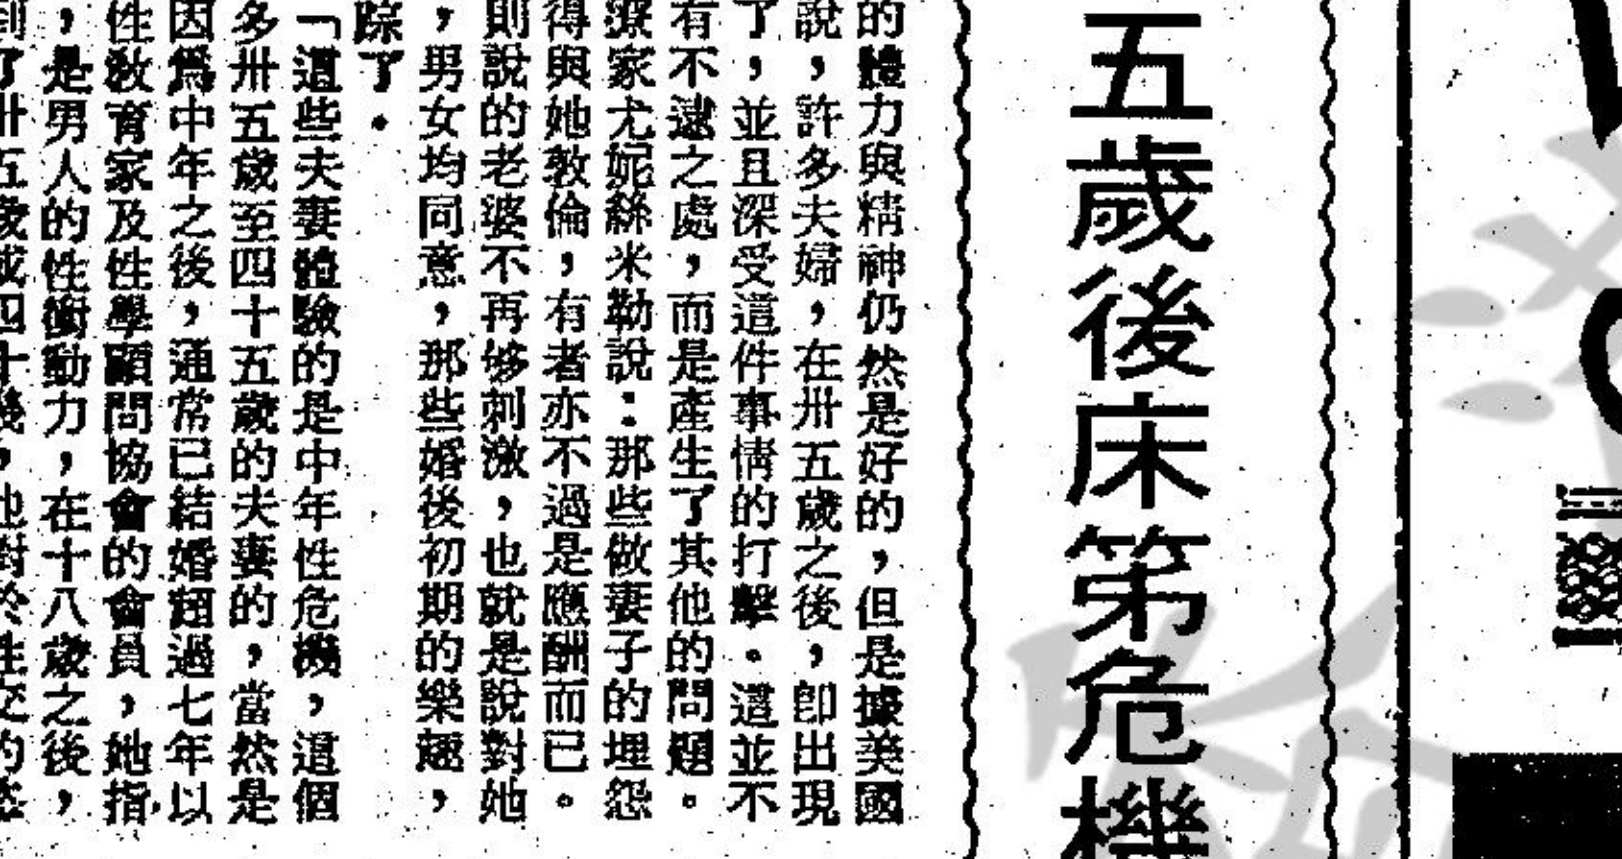 五歲後床笫危機
的體力與精神仍然是好的，但是據美國
說，許多夫婦，在卅五歲之後，卽出現
了，並且深受這件事情的打擊。這並不
有不逮之處，而是產生了其他的問題。
家尤妮絲米勒說：那些做妻子的埋怨
得與她敦倫，有者亦不過是應酬而已。
則說的老婆不再够刺激，也就是說對她
，男女均同意，那些婚後初期的樂趣，
踪了。
「這些夫妻體驗的是中年性危機，這個
多卅五歲至四十五歲的夫妻的，當然是
因爲中年之後，通常已結婚超過七年以
性敎育家及性學顧問協會的會員，她指
，是男人的性衝動力，在十八歲之後，
到了卅五歲或四十幾，他對於性交的